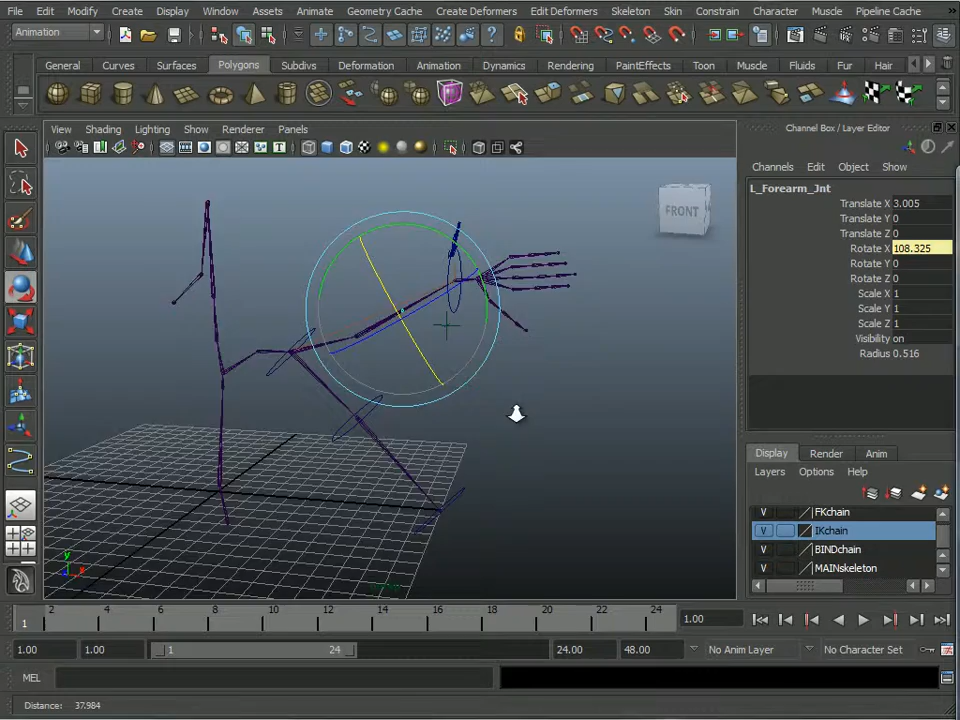 File Edit Modify Create Display Window Assets Animate Geometry Cache Create Deformers Edit Deformers Skeleton Skin Constrain Character Muscle Pipeline Cache »
Animation
General Curves Surfaces Polygons Subdivs Deformation Animation Dynamics Rendering PaintEffects Toon Muscle Fluids Fur Hair
Channel Box / Layer Editor
View Shading Lighting Show Renderer Panels
Channels Edit Object Show
L_Forearm_Jnt
Translate X 3.005
Translate Y 0
Translate Z 0
Rotate X 108.325
Rotate Y 0
Rotate Z 0
Scale X 1
Scale Y 1
Scale Z 1
Visibility on
Radius 0.516
FRONT
Display Render Anim
Layers Options Help
V FKchain
V IKchain
V BINDchain
V MAINskeleton
y
x
1 2 4 6 8 10 12 14 16 18 20 22 24
1.00
1.00 1.00 1 24 24.00 48.00 No Anim Layer No Character Set
MEL
Distance: 37.984